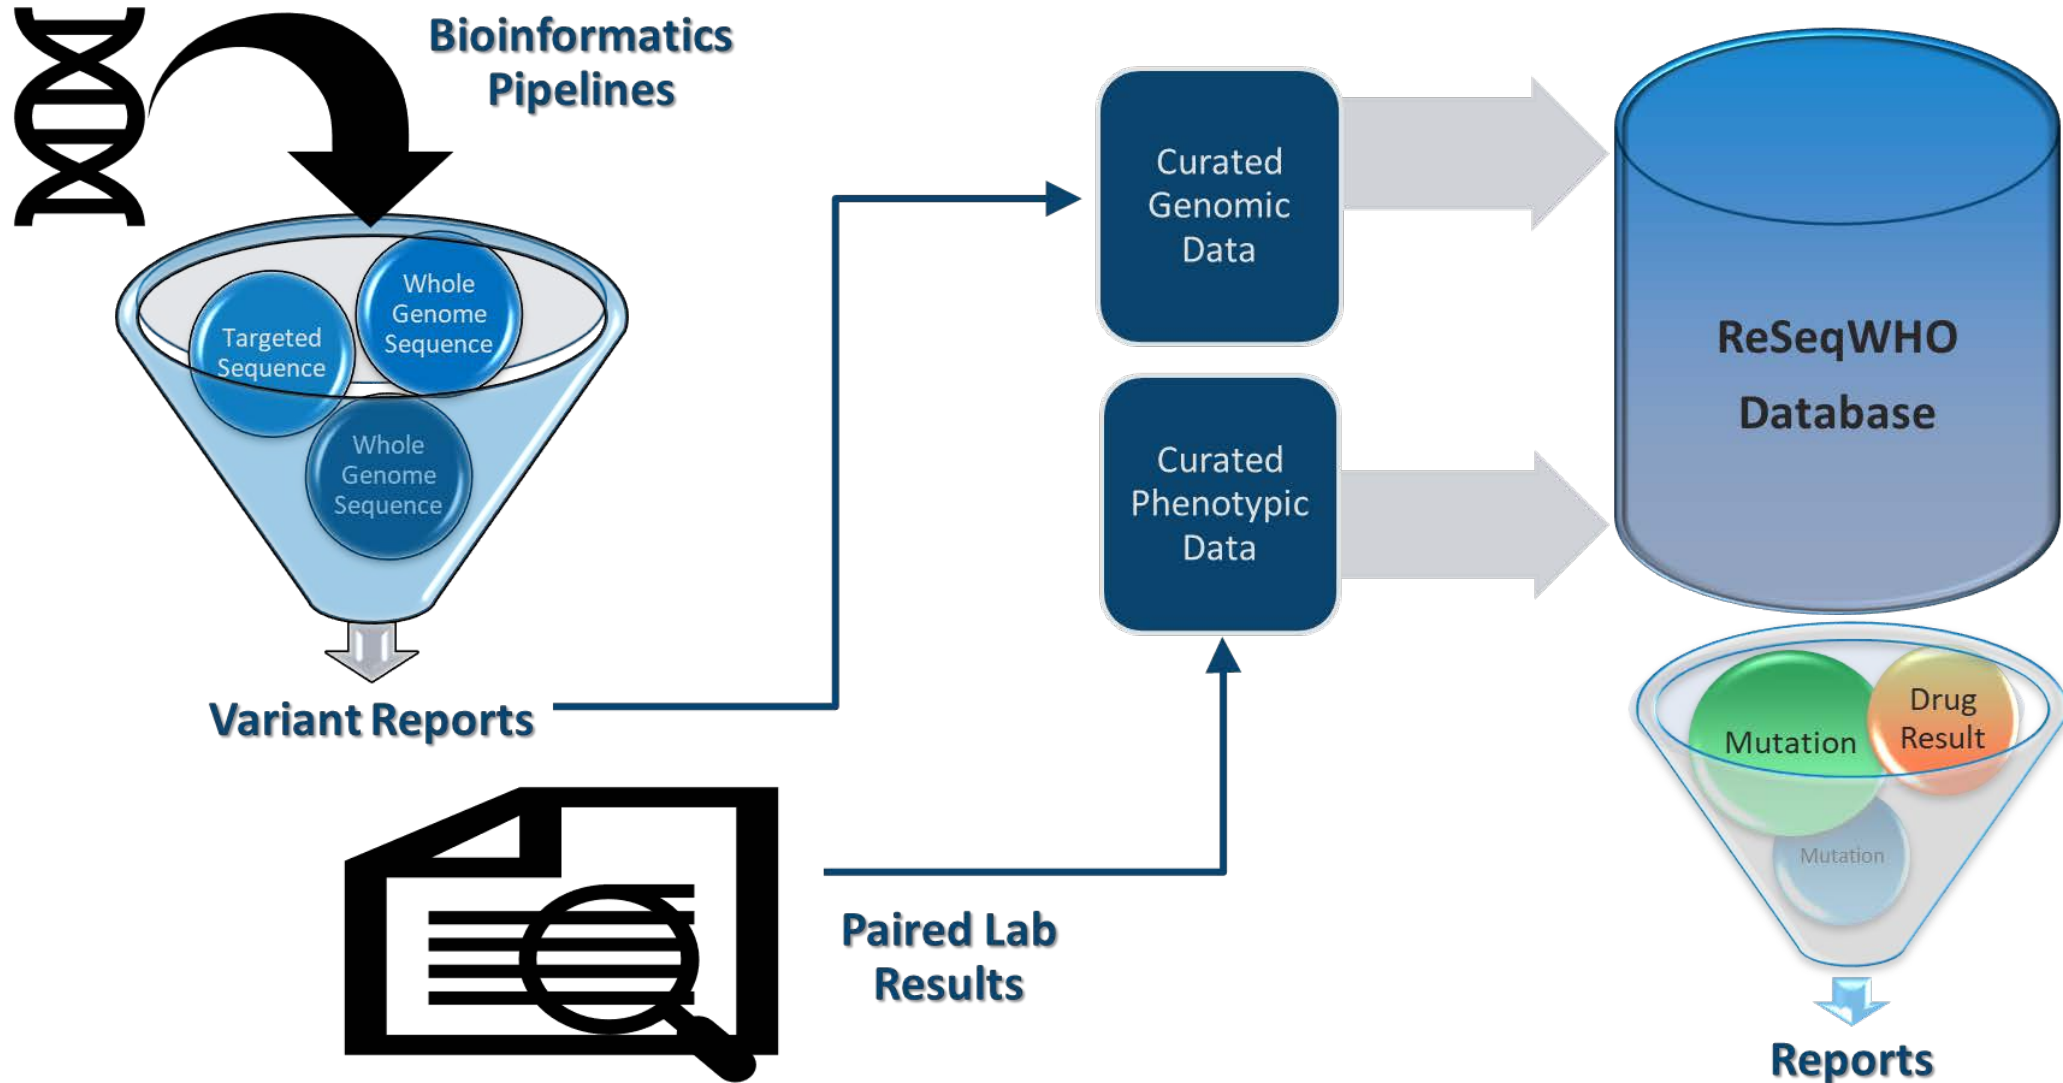 Bioinformatics
Pipelines
Whole
Genome
Sequence
Targeted
Sequence
Whole
Genome
Sequence
Variant Reports
Paired Lab
Results
Curated
Genomic
Data
Curated
Phenotypic
Data
ReSeqWHO
Database
Drug
Result
Mutation
Mutation
Reports